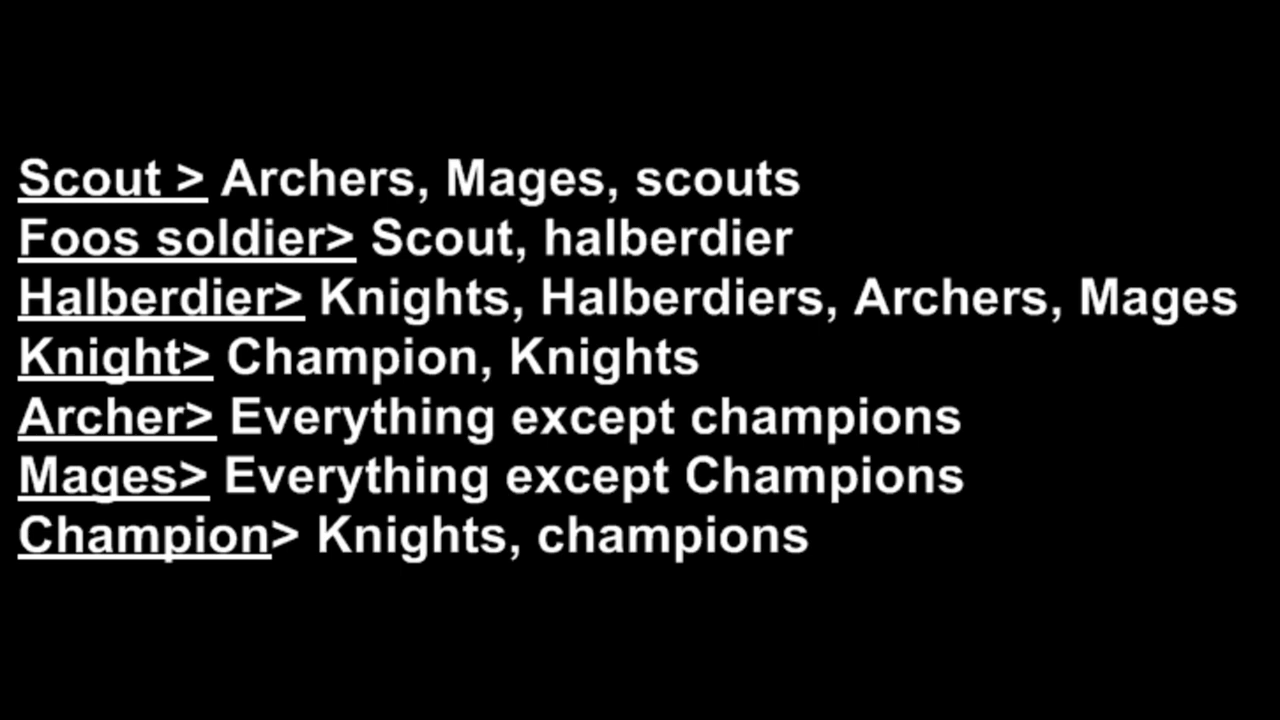 Scout > Archers, Mages, scouts
Foos soldier> Scout, halberdier
Halberdier> Knights, Halberdiers, Archers, Mages
Knight> Champion, Knights
Archer> Everything except champions
Mages> Everything except Champions
Champion> Knights, champions